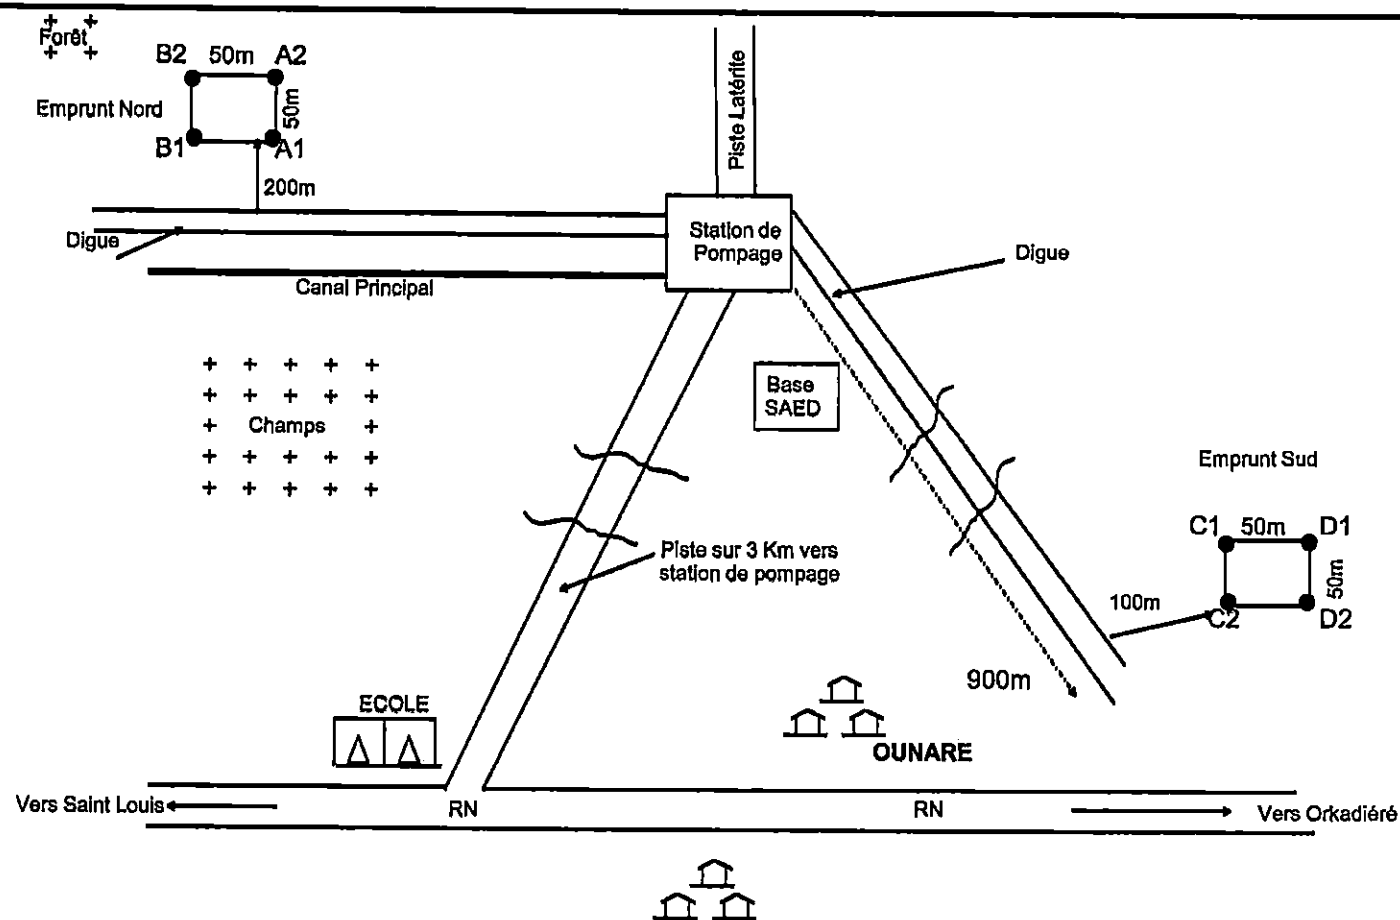 Forêt
B2 50m A2
Emprunt Nord
50m
B1 A1
200m
Piste Latérite
Station de
Pompage
Digue
Digue
Canal Principal
Base
SAED
Champs
Emprunt Sud
C1 50m D1
50m
C2 D2
100m
Piste sur 3 Km vers
station de pompage
900m
ECOLE
OUNARE
Vers Saint Louis
RN
RN
Vers Orkadiéré